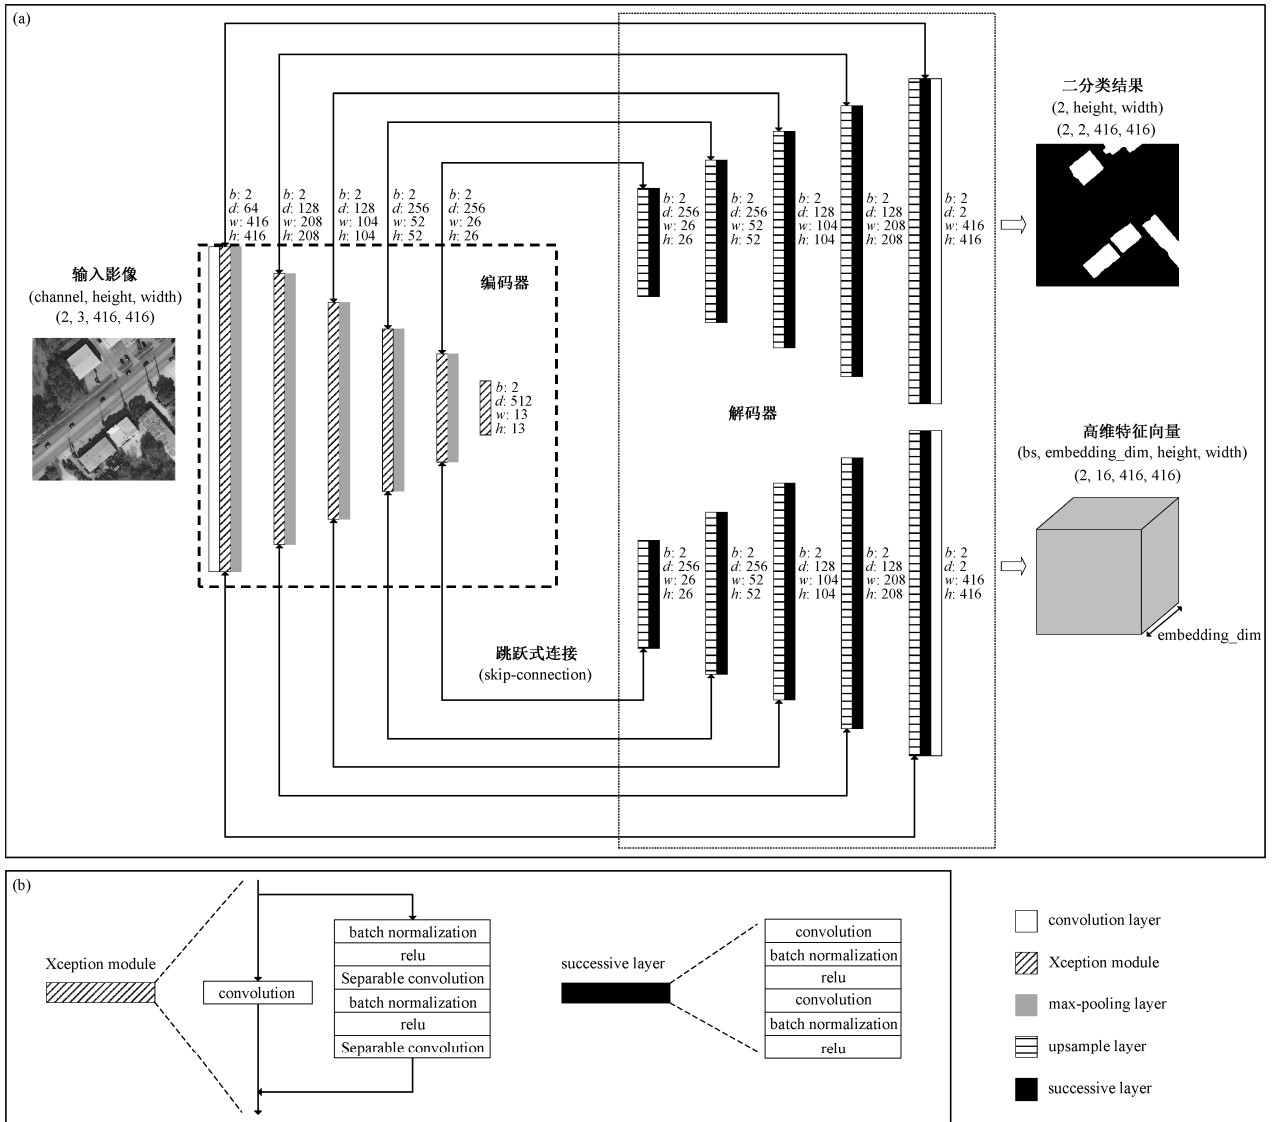 (a)
b: 2
d: 64
w: 416
h: 416
b: 2
d: 128
w: 208
h: 208
b: 2
d: 128
w: 104
h: 104
b: 2
d: 256
w: 52
h: 52
b: 2
d: 256
w: 26
h: 26
b: 2
d: 256
w: 26
h: 26
b: 2
d: 256
w: 52
h: 52
b: 2
d: 128
w: 104
h: 104
b: 2
d: 128
w: 208
h: 208
b: 2
d: 2
w: 416
h: 416
二分类结果
(2, height, width)
(2, 2, 416, 416)
输入影像
(channel, height, width)
(2, 3, 416, 416)
编码器
b: 2
d: 512
w: 13
h: 13
解码器
高维特征向量
(bs, embedding_dim, height, width)
(2, 16, 416, 416)
embedding_dim
b: 2
d: 256
w: 26
h: 26
b: 2
d: 256
w: 52
h: 52
b: 2
d: 128
w: 104
h: 104
b: 2
d: 128
w: 208
h: 208
b: 2
d: 2
w: 416
h: 416
跳跃式连接
(skip-connection)
(b)
Xception module
convolution
batch normalization
relu
Separable convolution
batch normalization
relu
Separable convolution
successive layer
convolution
batch normalization
relu
convolution
batch normalization
relu
convolution layer
Xception module
max-pooling layer
upsample layer
successive layer